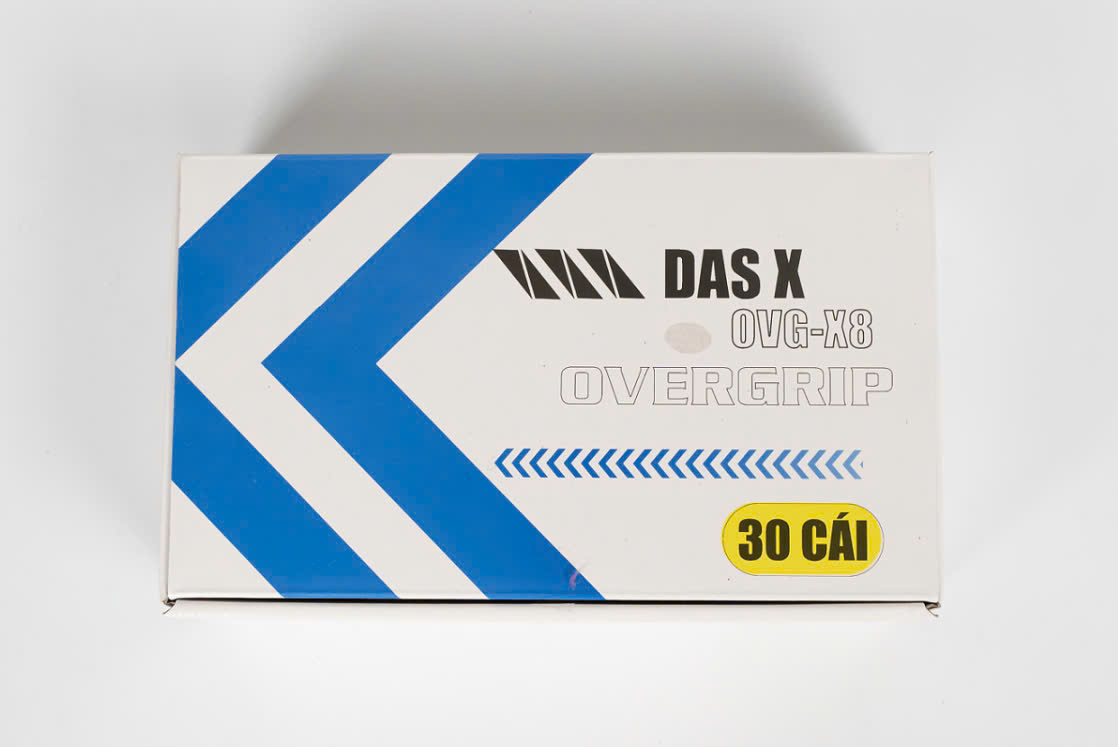 DAS X
OVG-X8
OVERGRIP
30 CÁI